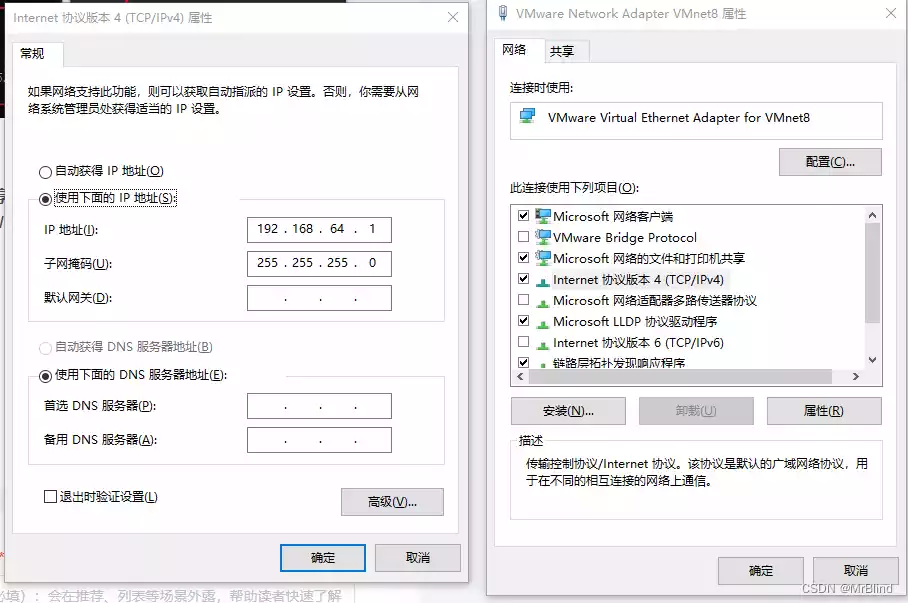 Internet 协议版本 4 (TCP/IPv4) 属性
常规
如果网络支持此功能，则可以获取自动指派的 IP 设置。否则，你需要从网
络系统管理员处获得适当的 IP 设置。
自动获得 IP 地址(O)
使用下面的 IP 地址(S):
IP 地址(I):
192 . 168 . 64 . 1
子网掩码(U):
255 . 255 . 255 . 0
默认网关(D):
. . .
自动获得 DNS 服务器地址(B)
使用下面的 DNS 服务器地址(E):
首选 DNS 服务器(P):
. . .
备用 DNS 服务器(A):
. . .
退出时验证设置(L)
高级(V)...
确定
取消
VMware Network Adapter VMnet8 属性
网络
共享
连接时使用:
VMware Virtual Ethernet Adapter for VMnet8
配置(C)...
此连接使用下列项目(O):
Microsoft 网络客户端
VMware Bridge Protocol
Microsoft 网络的文件和打印机共享
Internet 协议版本 4 (TCP/IPv4)
Microsoft 网络适配器多路传送器协议
Microsoft LLDP 协议驱动程序
Internet 协议版本 6 (TCP/IPv6)
链路层拓扑发现响应程序
安装(N)...
卸载(U)
属性(R)
描述
传输控制协议/Internet 协议。该协议是默认的广域网络协议，用
于在不同的相互连接的网络上通信。
确定
取消
CSDN @MrBlind
必填）：会在推荐、列表等场景外露，帮助读者快速了解